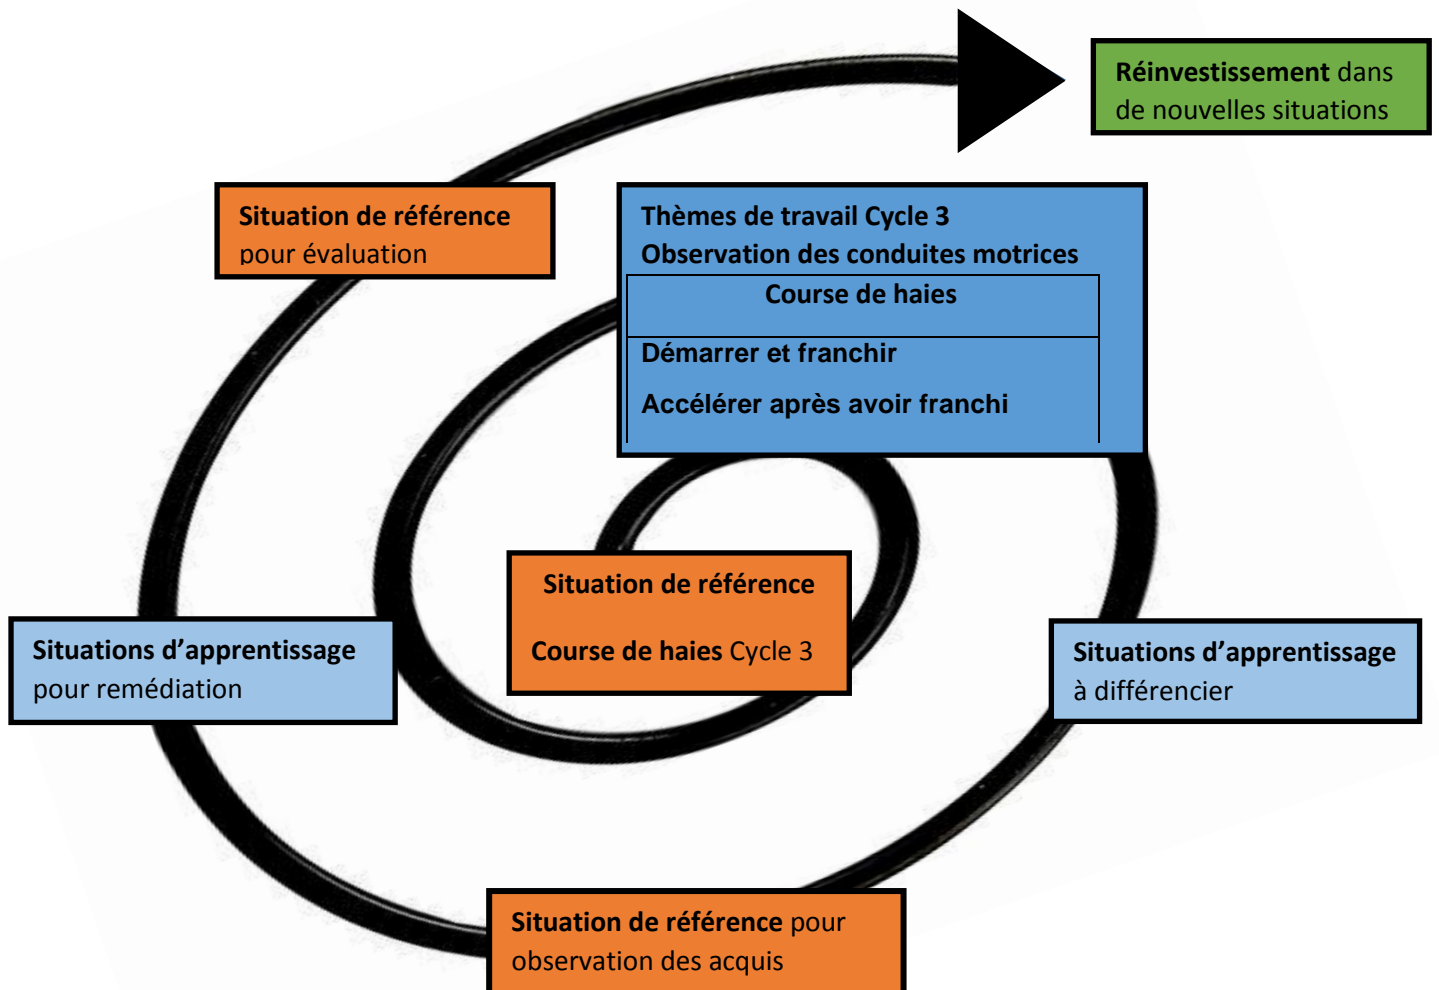 Réinvestissement dans
de nouvelles situations
Situation de référence
pour évaluation
Thèmes de travail Cycle 3
Observation des conduites motrices
Course de haies
Démarrer et franchir
Accélérer après avoir franchi
Situation de référence
Course de haies Cycle 3
Situations d’apprentissage
pour remédiation
Situations d’apprentissage
à différencier
Situation de référence pour
observation des acquis